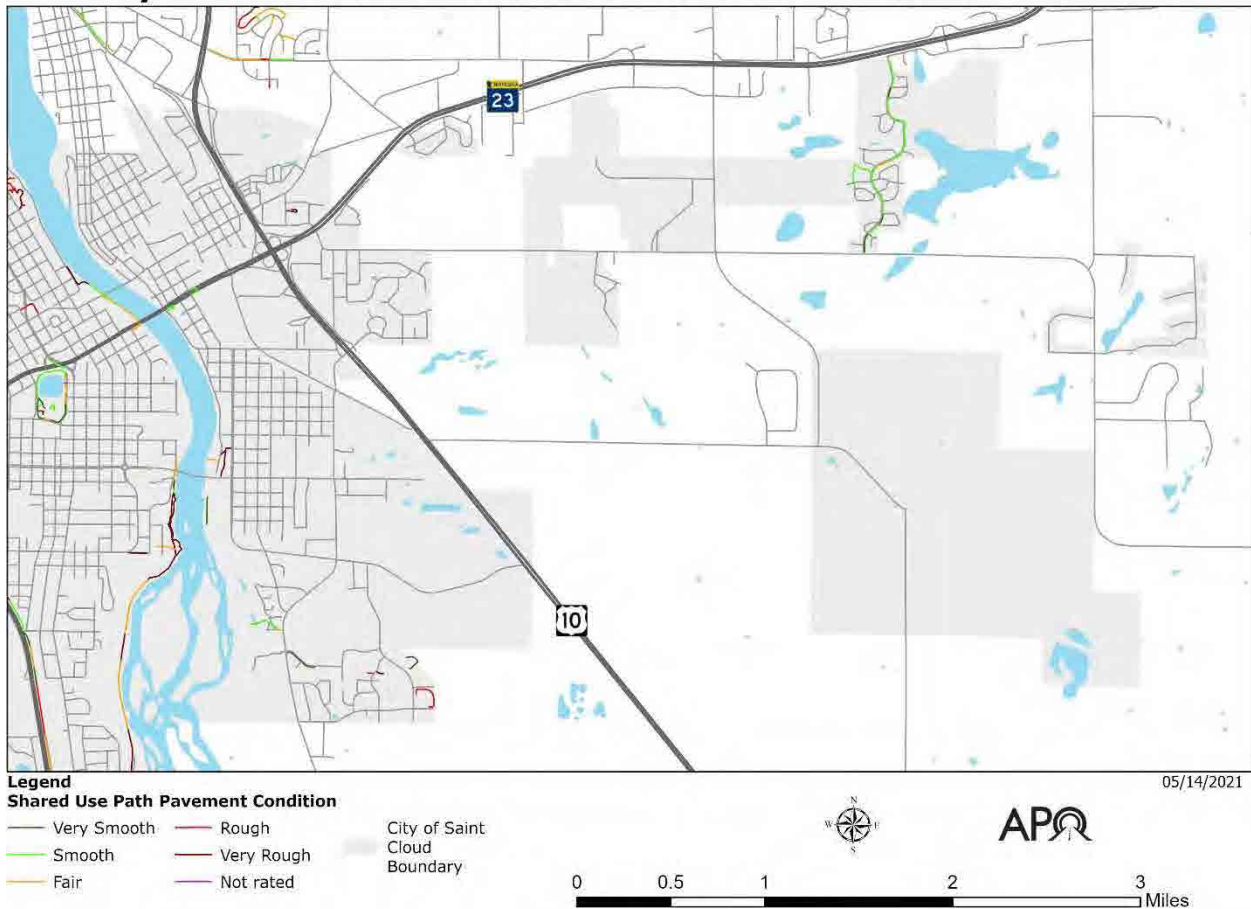 23
10
Legend
05/14/2021
Shared Use Path Pavement Condition
Very Smooth
Smooth
Fair
Rough
Very Rough
Not rated
City of Saint
Cloud
Boundary
N
W E
S
APO
0 0.5 1 2 3
Miles